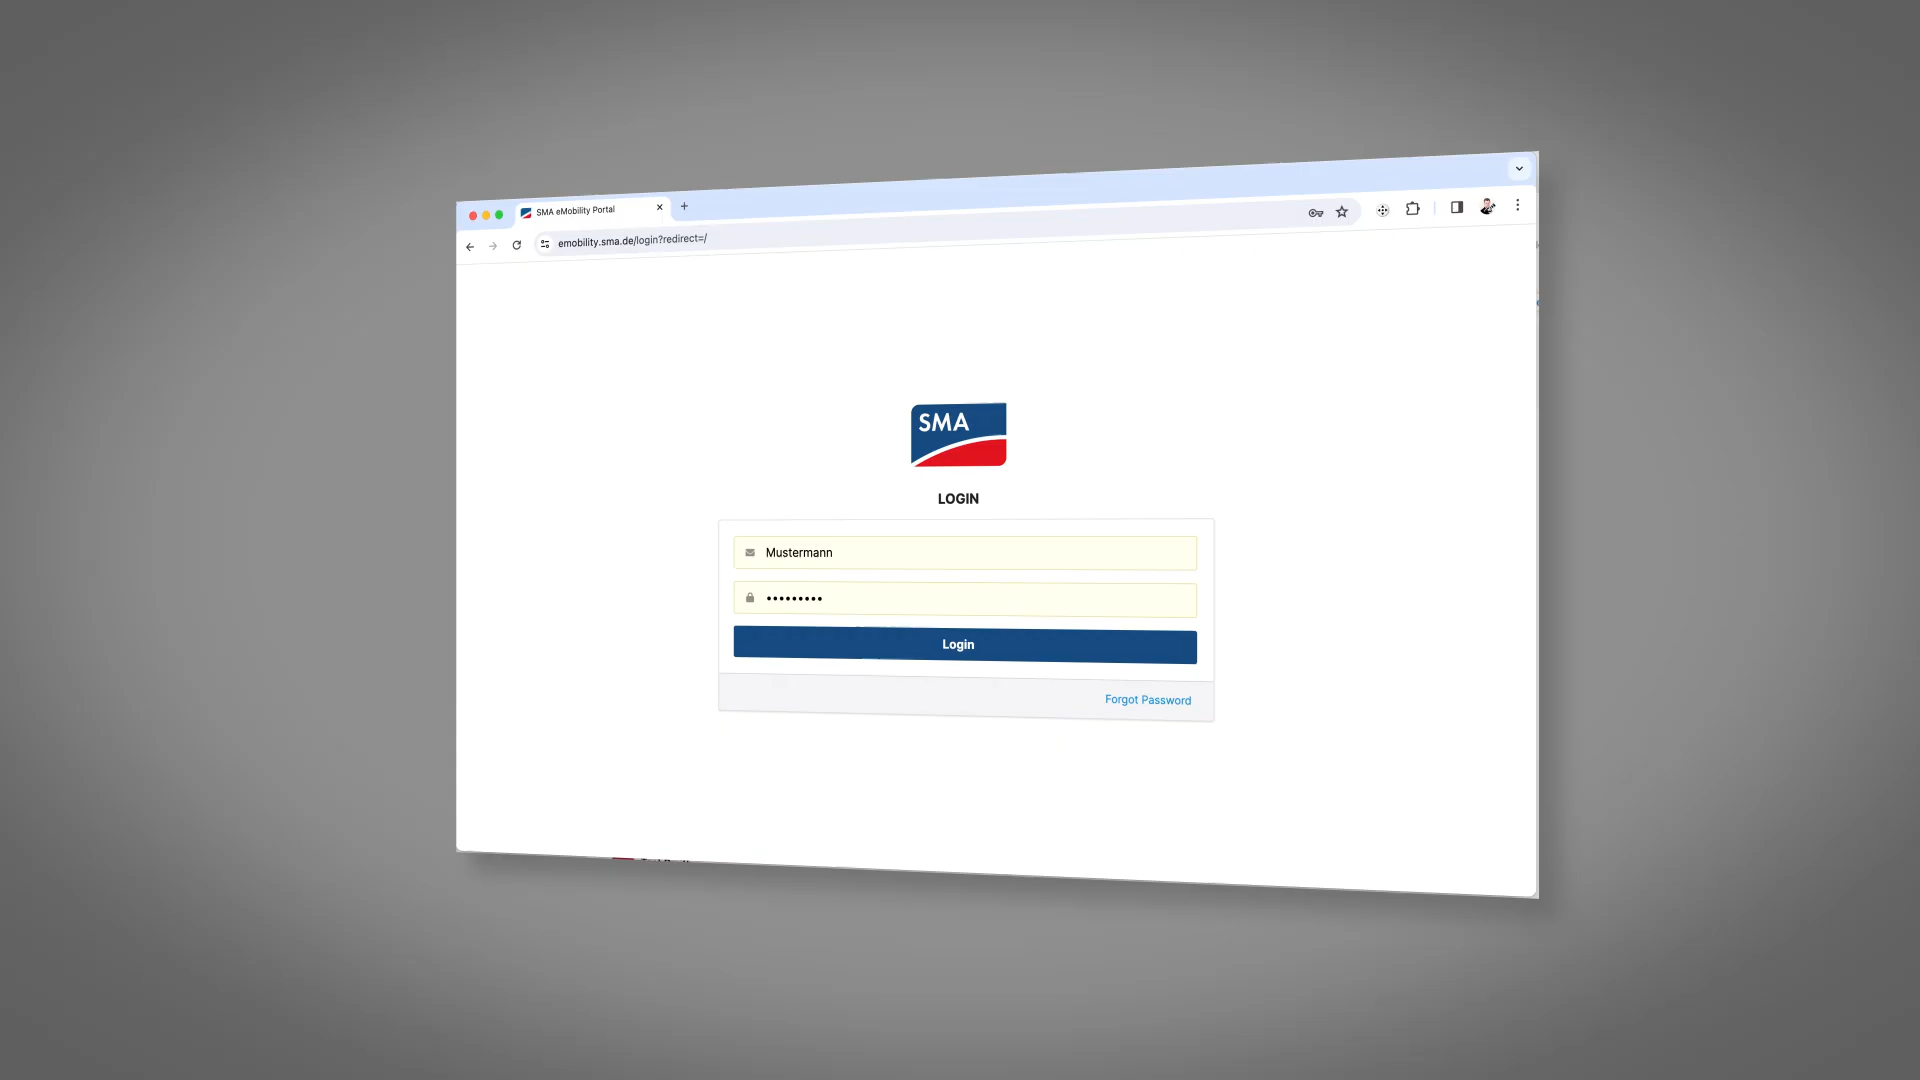 SMA eMobility Portal
emobility.sma.de/login?redirect=/
SMA
LOGIN
Mustermann
•••••••••
Login
Forgot Password